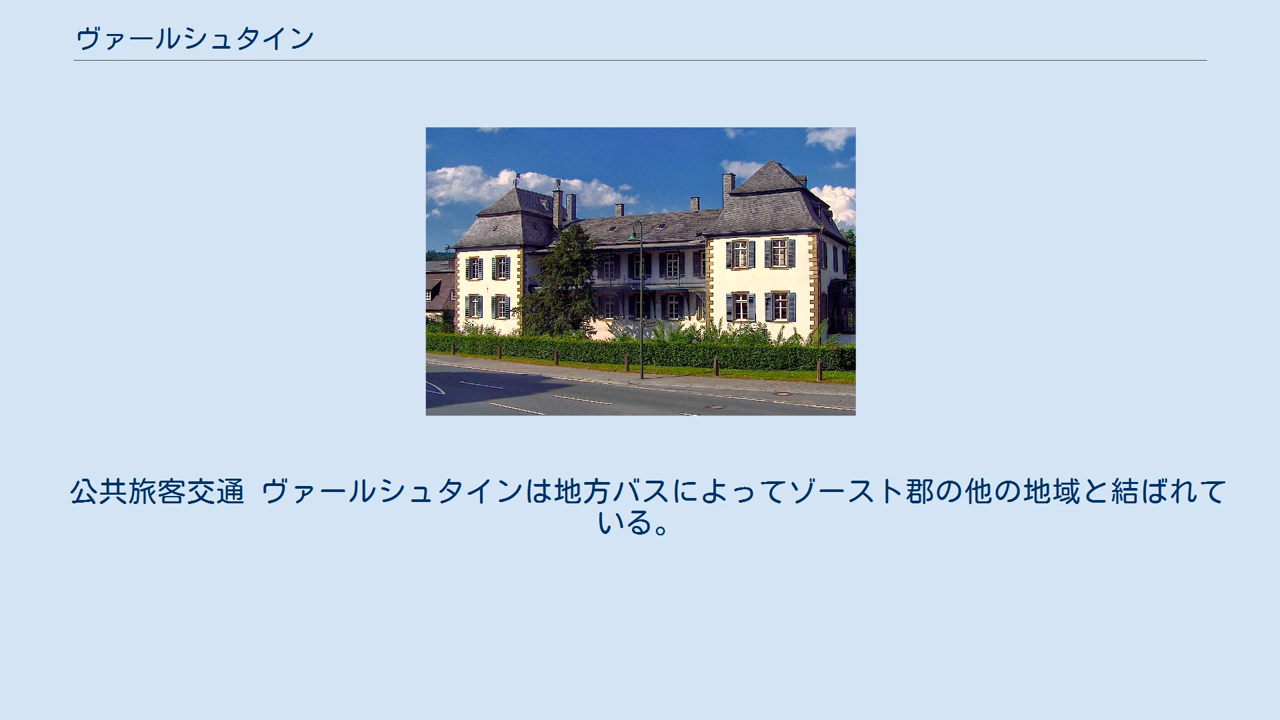 ヴァールシュタイン
公共旅客交通 ヴァールシュタインは地方バスによってゾースト郡の他の地域と結ばれて
いる。